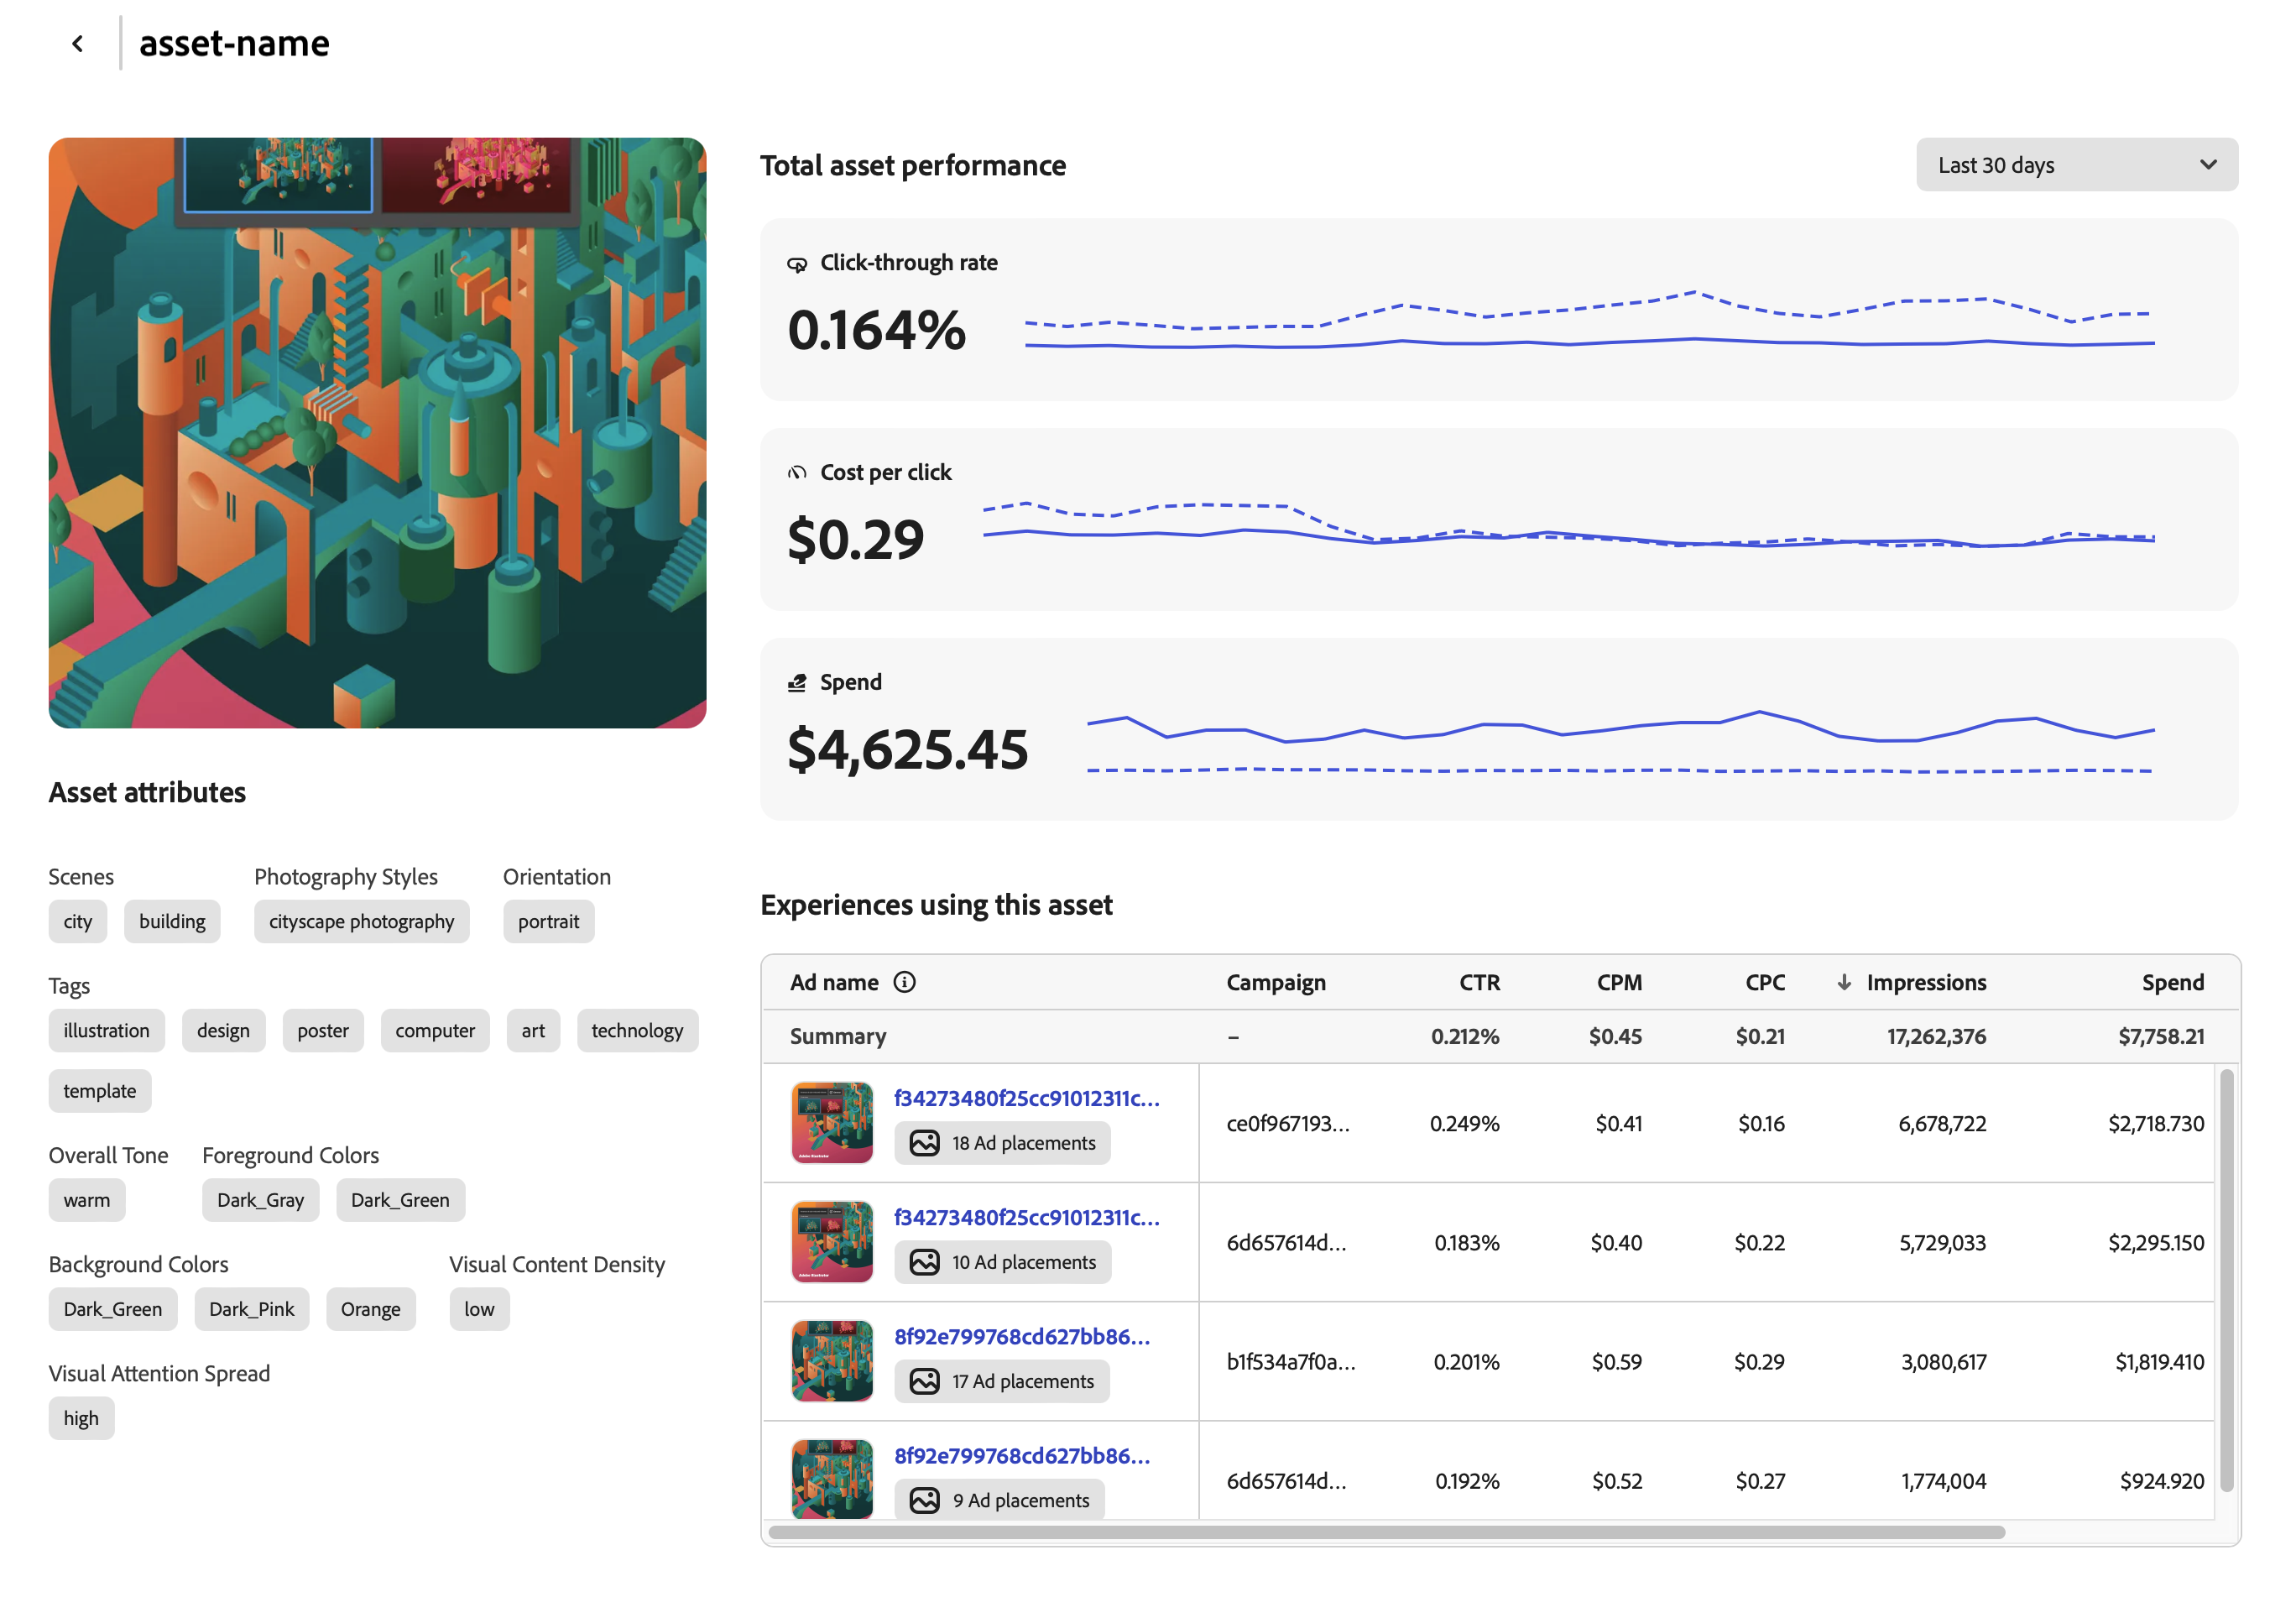 asset-name
Total asset performance
Last 30 days
Click-through rate
0.164%
Cost per click
$0.29
Spend
$4,625.45
Asset attributes
Scenes
city building
Photography Styles
cityscape photography
Orientation
portrait
Tags
illustration design poster computer art technology
template
Overall Tone
warm
Foreground Colors
Dark_Gray Dark_Green
Background Colors
Dark_Green Dark_Pink Orange
Visual Content Density
low
Visual Attention Spread
high
Experiences using this asset
Ad name Campaign CTR CPM CPC Impressions Spend
Summary – 0.212% $0.45 $0.21 17,262,376 $7,758.21
f34273480f25cc91012311c...
18 Ad placements
ce0f967193... 0.249% $0.41 $0.16 6,678,722 $2,718.730
f34273480f25cc91012311c...
10 Ad placements
6d657614d... 0.183% $0.40 $0.22 5,729,033 $2,295.150
8f92e799768cd627bb86...
17 Ad placements
b1f534a7f0a... 0.201% $0.59 $0.29 3,080,617 $1,819.410
8f92e799768cd627bb86...
9 Ad placements
6d657614d... 0.192% $0.52 $0.27 1,774,004 $924.920